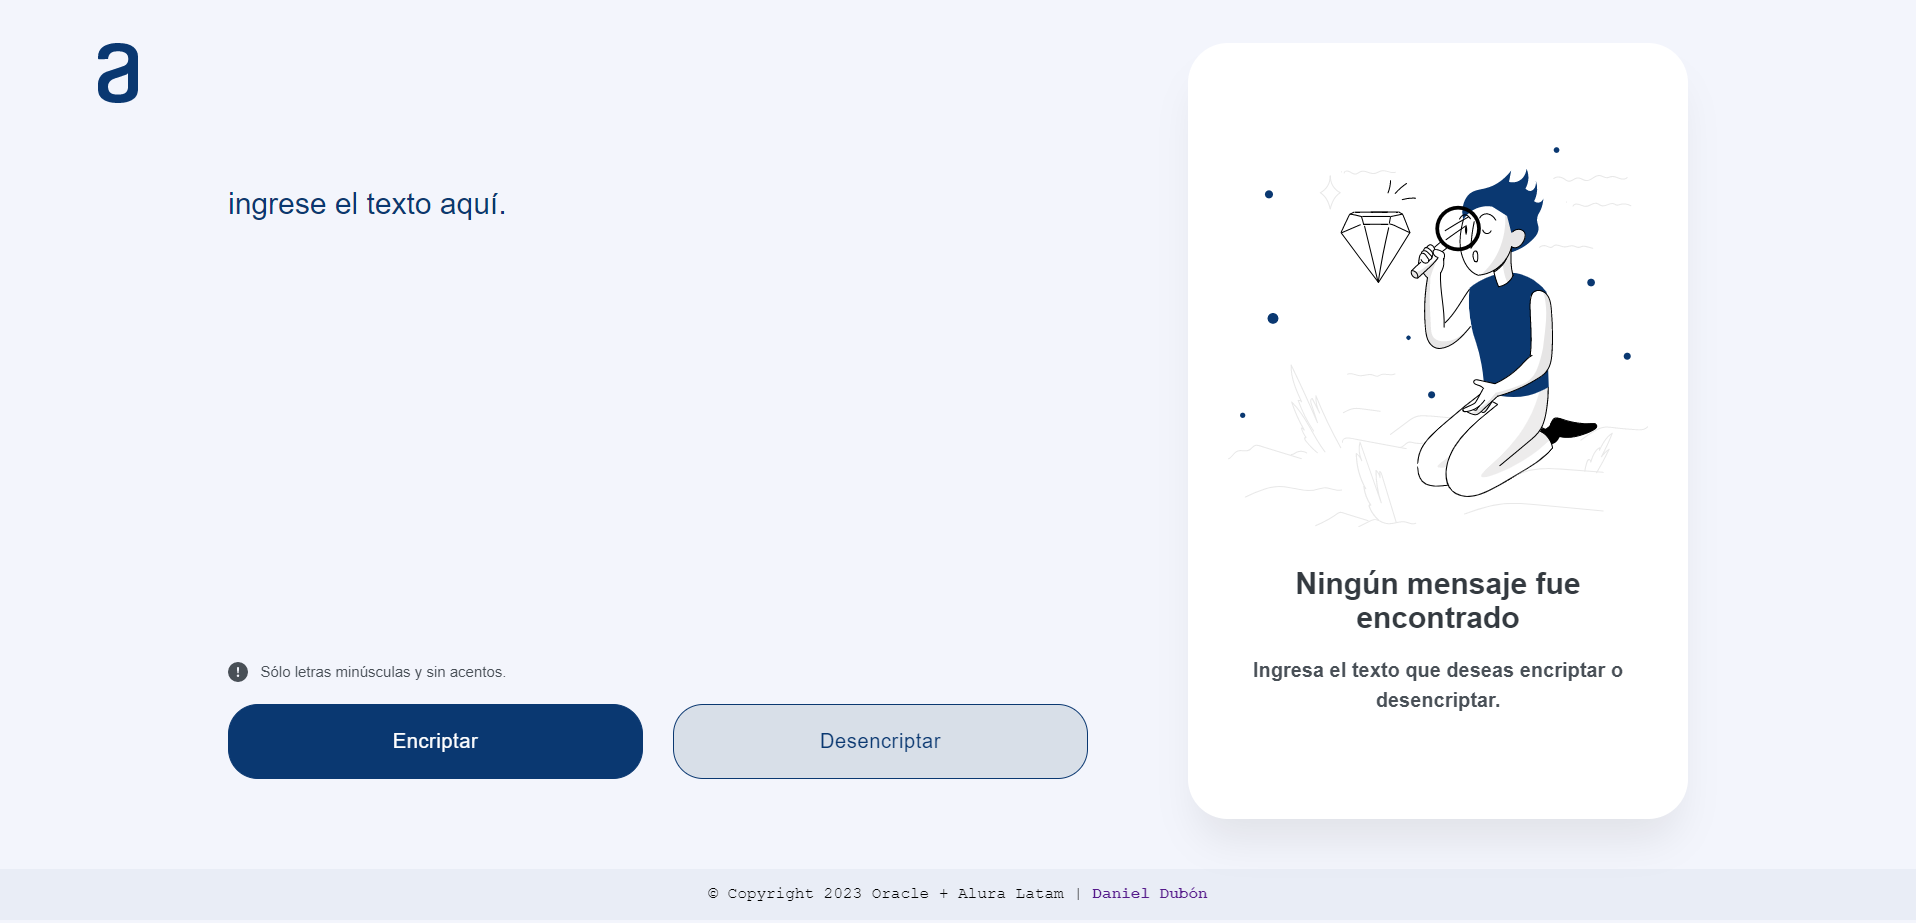 a
ingrese el texto aquí.
Sólo letras minúsculas y sin acentos.
Encriptar
Desencriptar
Ningún mensaje fue
encontrado
Ingresa el texto que deseas encriptar o
desencriptar.
© Copyright 2023 Oracle + Alura Latam | Daniel Dubón